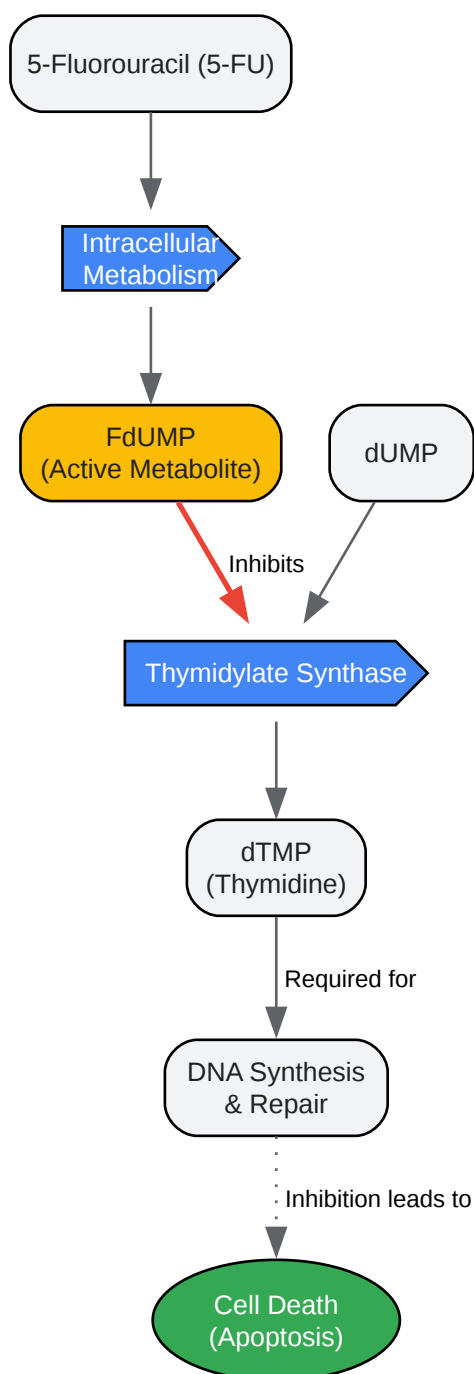 5-Fluorouracil (5-FU)
Intracellular
Metabolism
FdUMP
(Active Metabolite)
dUMP
Inhibits
Thymidylate Synthase
dTMP
(Thymidine)
Required for
DNA Synthesis
& Repair
Inhibition leads to
Cell Death
(Apoptosis)